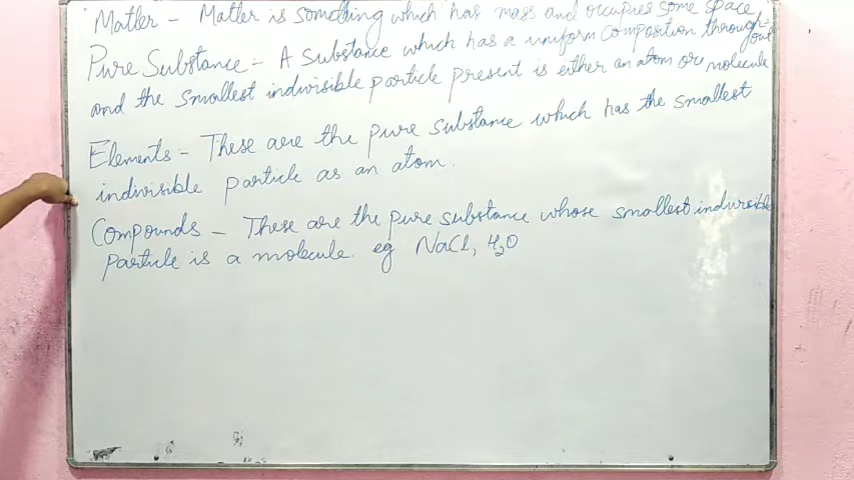 Matter - Matter is something which has mass and occupies some space
Pure Substance - A substance which has a uniform composition throughout
and the smallest indivisible particle present is either an atom or molecule
Elements - These are the pure substance which has the smallest
indivisible particle as an atom.
Compounds - These are the pure substance whose smallest indivisible
particle is a molecule. eg NaCl, H₂O